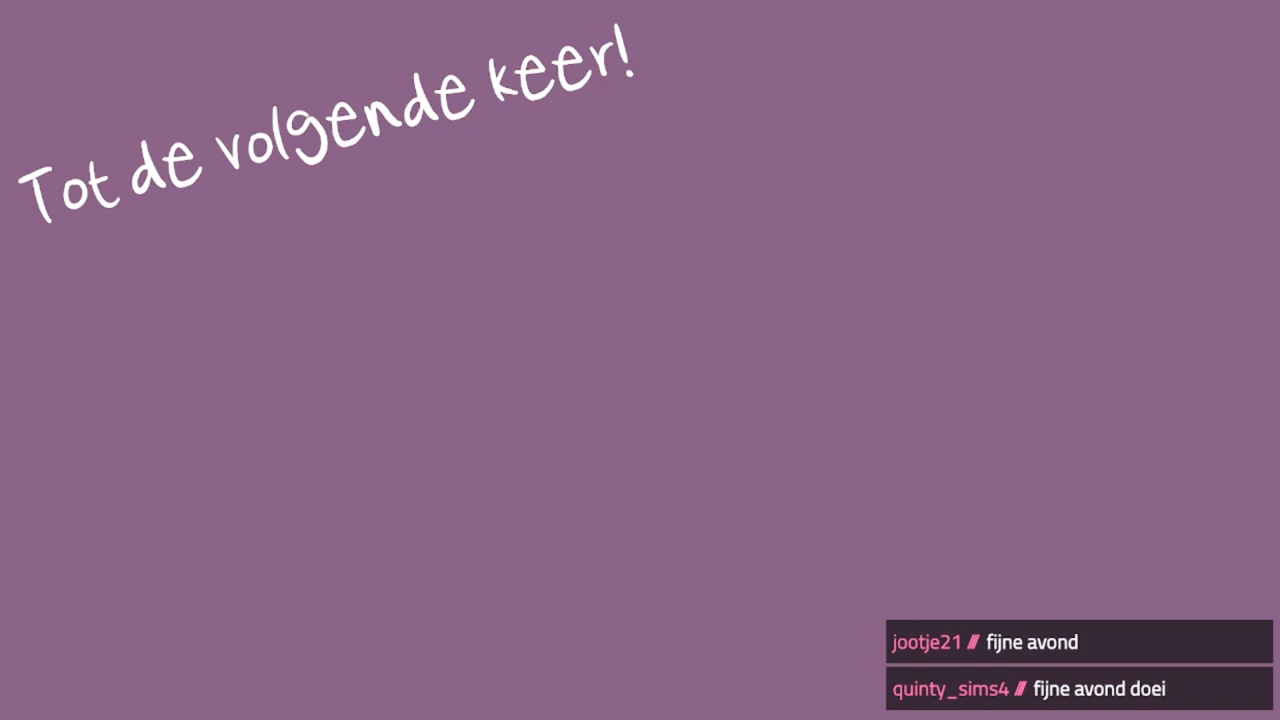 Tot de volgende keer!
jootje21 // fijne avond
quinty_sims4 // fijne avond doei